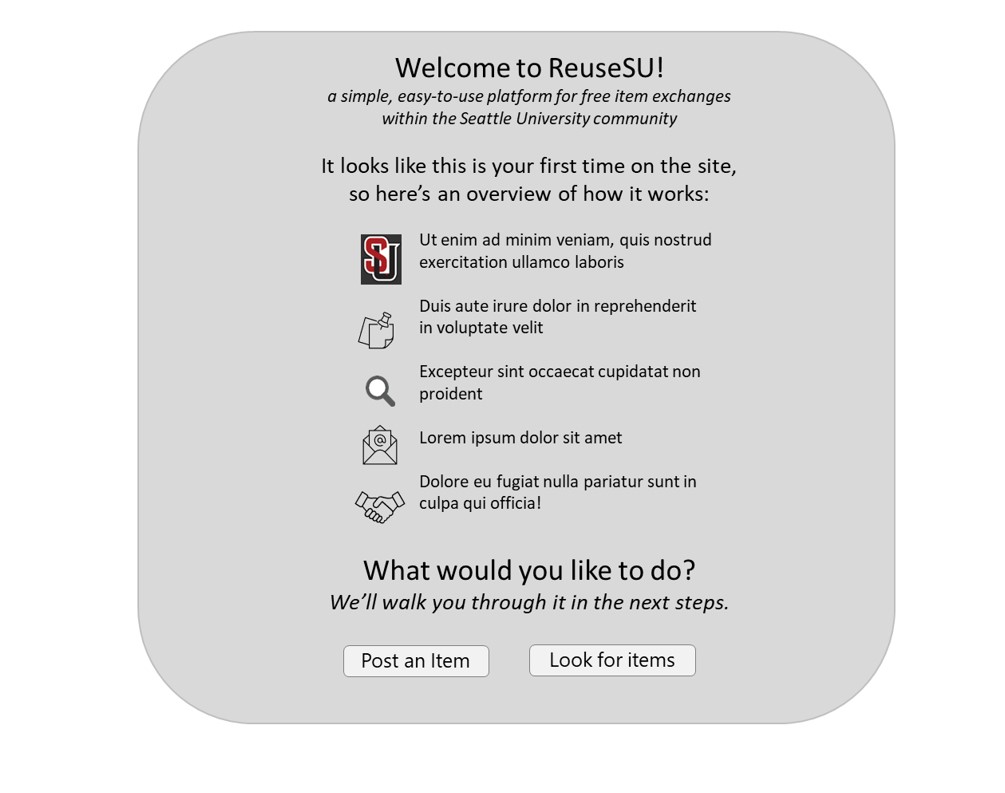 Welcome to ReuseSU!
a simple, easy-to-use platform for free item exchanges
within the Seattle University community
It looks like this is your first time on the site,
so here’s an overview of how it works:
SU
Ut enim ad minim veniam, quis nostrud
exercitation ullamco laboris
Duis aute irure dolor in reprehenderit
in voluptate velit
Excepteur sint occaecat cupidatat non
proident
@
Lorem ipsum dolor sit amet
Dolore eu fugiat nulla pariatur sunt in
culpa qui officia!
What would you like to do?
We’ll walk you through it in the next steps.
Post an Item
Look for items